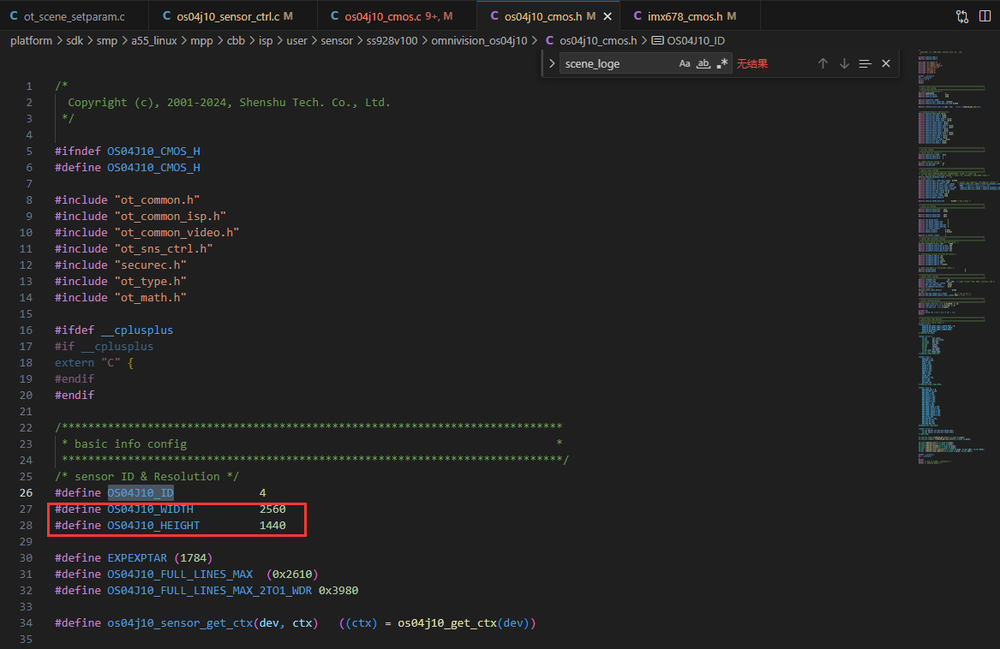 ot_scene_setparam.c
os04j10_sensor_ctrl.c M
os04j10_cmos.c 9+, M
os04j10_cmos.h M
imx678_cmos.h M
platform > sdk > smp > a55_linux > mpp > cbb > isp > user > sensor > ss928v100 > omnivision_os04j10 > C os04j10_cmos.h > OS04J10_ID
scene_loge Aa ab .* 无结果
1 /*
2 Copyright (c), 2001-2024, Shenshu Tech. Co., Ltd.
3 */
4
5 #ifndef OS04J10_CMOS_H
6 #define OS04J10_CMOS_H
7
8 #include "ot_common.h"
9 #include "ot_common_isp.h"
10 #include "ot_common_video.h"
11 #include "ot_sns_ctrl.h"
12 #include "securec.h"
13 #include "ot_type.h"
14 #include "ot_math.h"
15
16 #ifdef __cplusplus
17 #if __cplusplus
18 extern "C" {
19 #endif
20 #endif
21
22 /****************************************************************************
23 * basic info config *
24 ****************************************************************************/
25 /* sensor ID & Resolution */
26 #define OS04J10_ID 4
27 #define OS04J10_WIDTH 2560
28 #define OS04J10_HEIGHT 1440
29
30 #define EXPEXPTAR (1784)
31 #define OS04J10_FULL_LINES_MAX (0x2610)
32 #define OS04J10_FULL_LINES_MAX_2TO1_WDR 0x3980
33
34 #define os04j10_sensor_get_ctx(dev, ctx) ((ctx) = os04j10_get_ctx(dev))
35